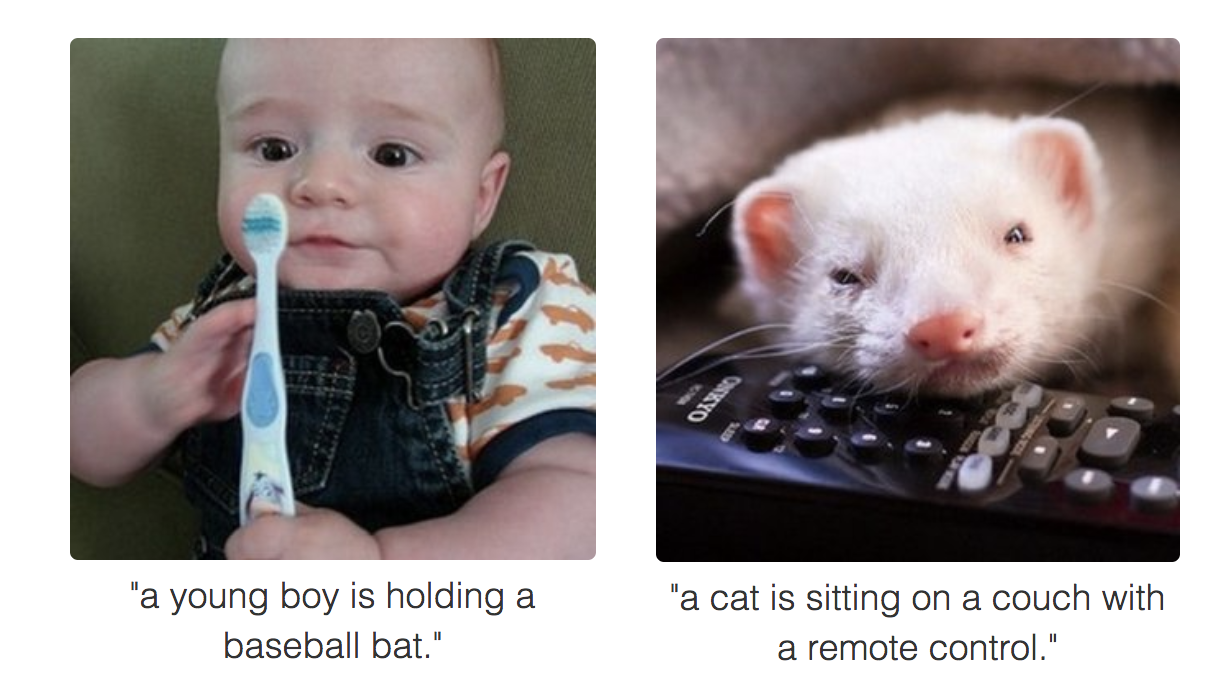 "a young boy is holding a
baseball bat."
ONKYO
"a cat is sitting on a couch with
a remote control."